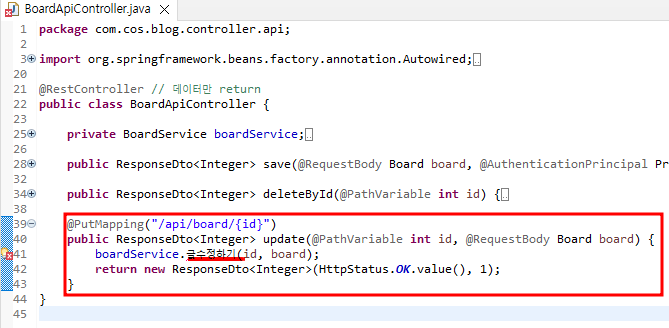 BoardApiController.java
1 package com.cos.blog.controller.api;
2
3 import org.springframework.beans.factory.annotation.Autowired;
20
21 @RestController // 데이터만 return
22 public class BoardApiController {
23
25 private BoardService boardService;
27
28 public ResponseDto<Integer> save(@RequestBody Board board, @AuthenticationPrincipal Pr
33
34 public ResponseDto<Integer> deleteById(@PathVariable int id) {
38
39 @PutMapping("/api/board/{id}")
40 public ResponseDto<Integer> update(@PathVariable int id, @RequestBody Board board) {
41 boardService.글수정하기(id, board);
42 return new ResponseDto<Integer>(HttpStatus.OK.value(), 1);
43 }
44 }
45